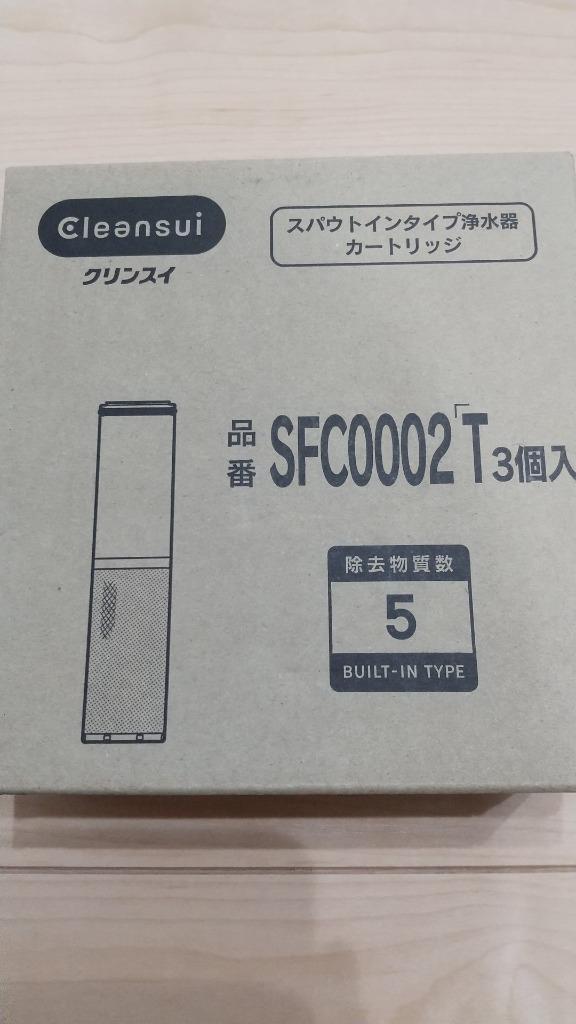 Cleansui
クリンスイ
スパウトインタイプ浄水器
カートリッジ
品番 SFC0002T 3個入
除去物質数
5
BUILT-IN TYPE